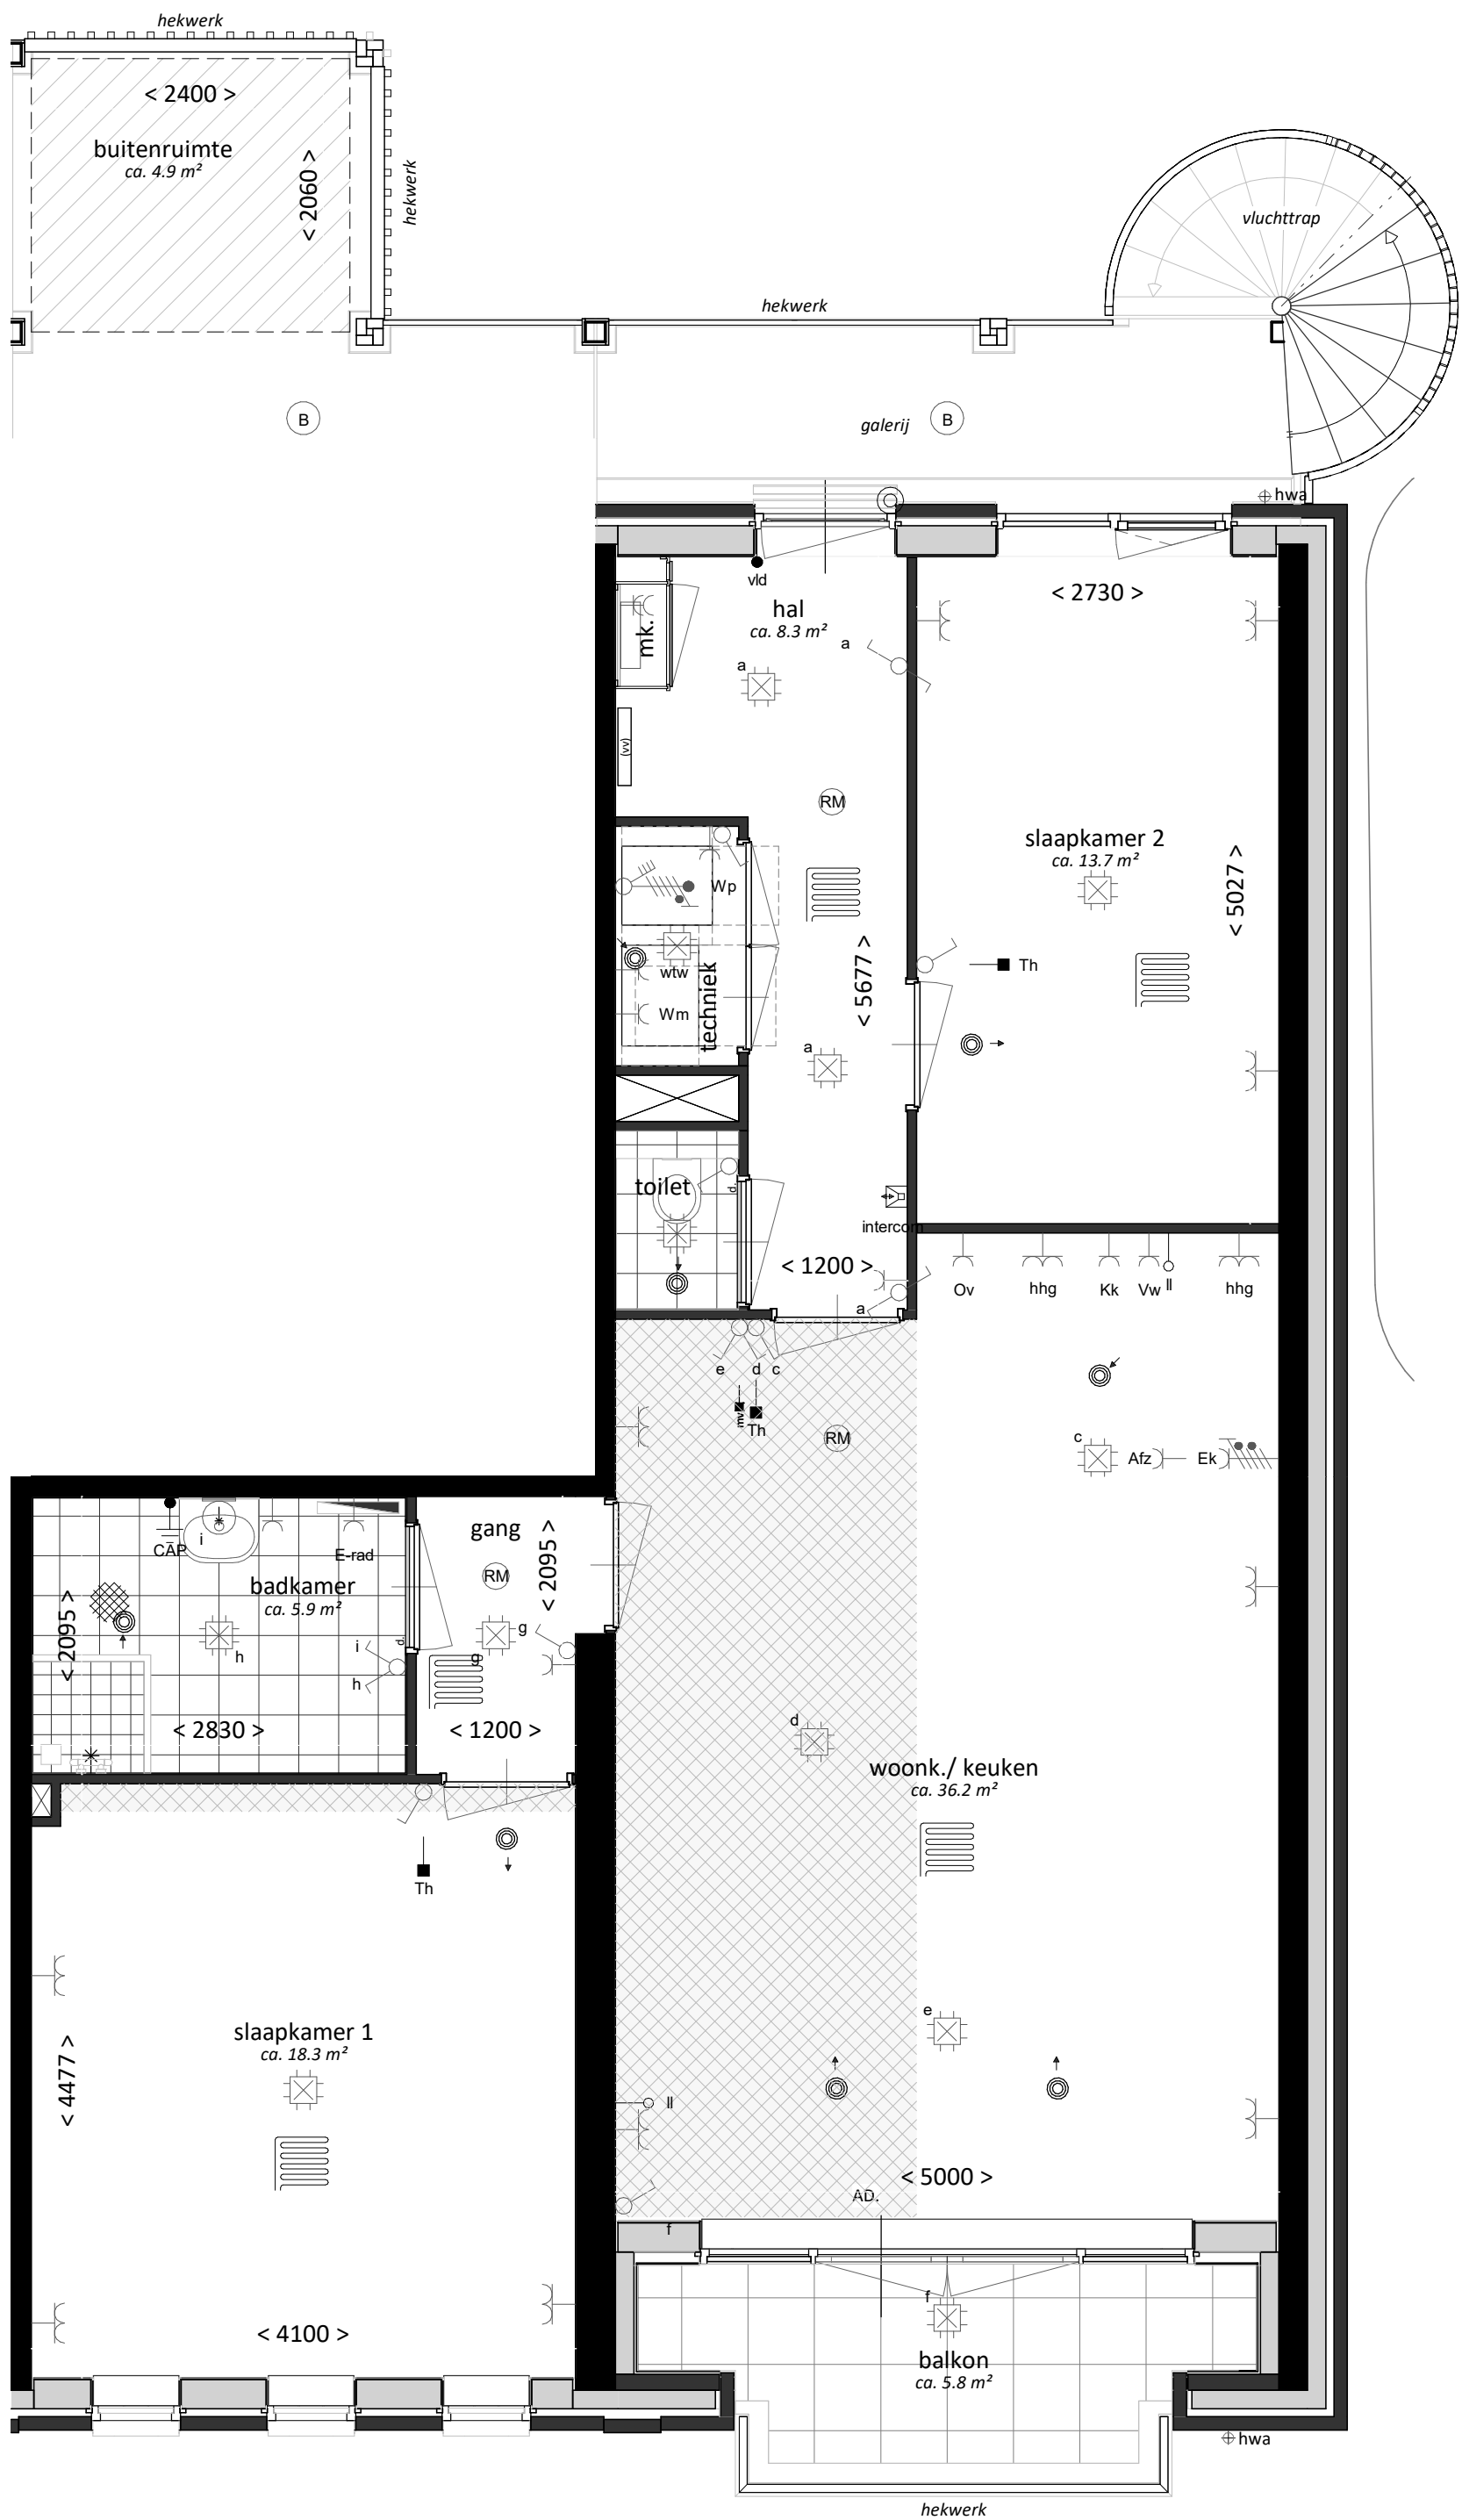 hekwerk
< 2400 >
buitenruimte
ca. 4.9 m²
< 2060 >
hekwerk
vluchttrap
hekwerk
B
galerij
B
hwa
vld
hal
ca. 8.3 m²
< 2730 >
mk.
a
a
(vv)
RM
slaapkamer 2
ca. 13.7 m²
< 5027 >
Wp
< 5677 >
wtw
Wm
techniek
Th
a
toilet
d.
intercom
< 1200 >
a
Ov
hhg
Kk
Vw
ll
hhg
e
d
c
mv
Th
RM
c
Afz
Ek
CAP
i
E-rad
gang
< 2095 >
RM
badkamer
ca. 5.9 m²
< 2095 >
h
i
h
d.
g
g
< 2830 >
< 1200 >
d
woonk./ keuken
ca. 36.2 m²
Th
slaapkamer 1
ca. 18.3 m²
< 4477 >
e
ll
< 5000 >
AD.
f
f
< 4100 >
balkon
ca. 5.8 m²
hwa
hekwerk